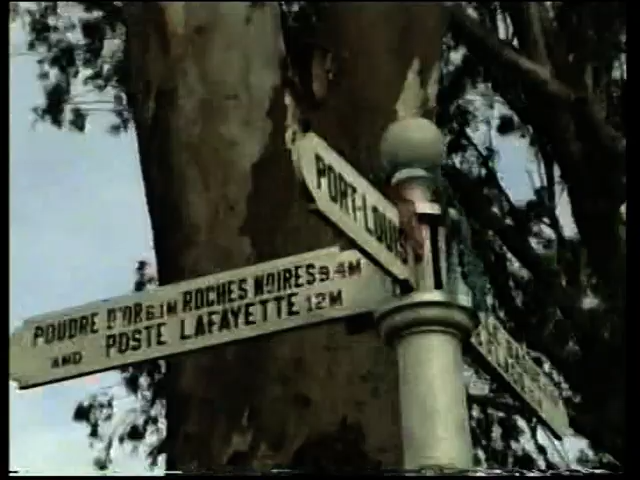 PORT-LOUIS
POUDRE D'OR 6.1M ROCHES NOIRES 9.4M
AND POSTE LAFAYETTE 12M